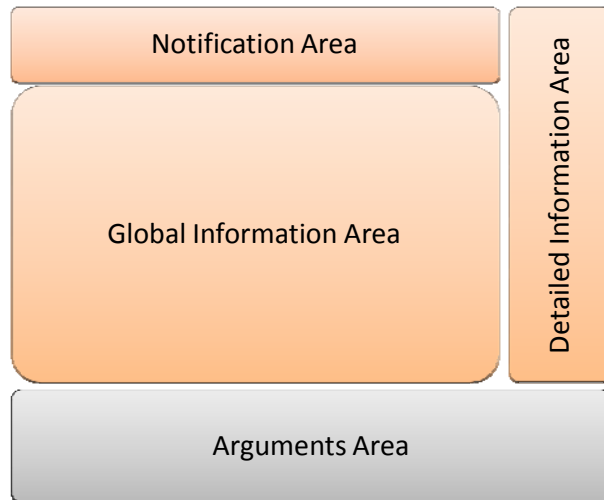 Notification Area
Global Information Area
Detailed Information Area
Arguments Area